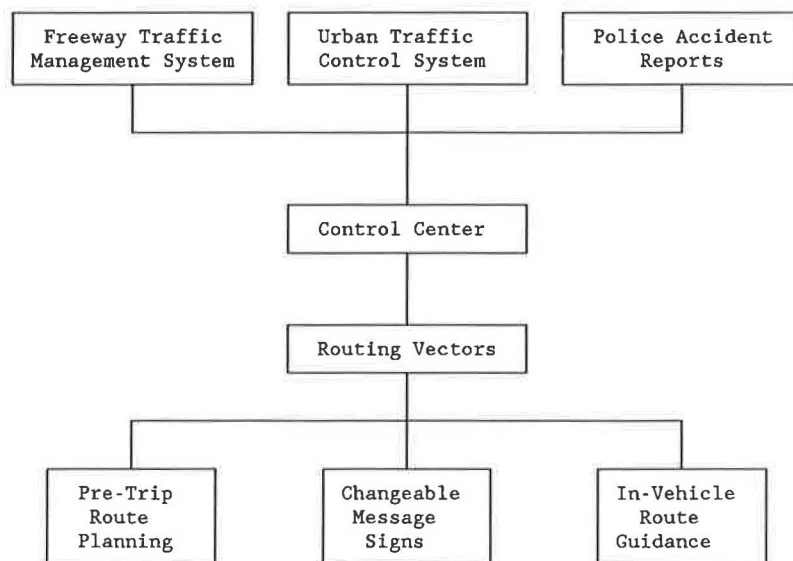 Freeway Traffic
Management System
Urban Traffic
Control System
Police Accident
Reports
Control Center
Routing Vectors
Pre-Trip
Route
Planning
Changeable
Message
Signs
In-Vehicle
Route
Guidance